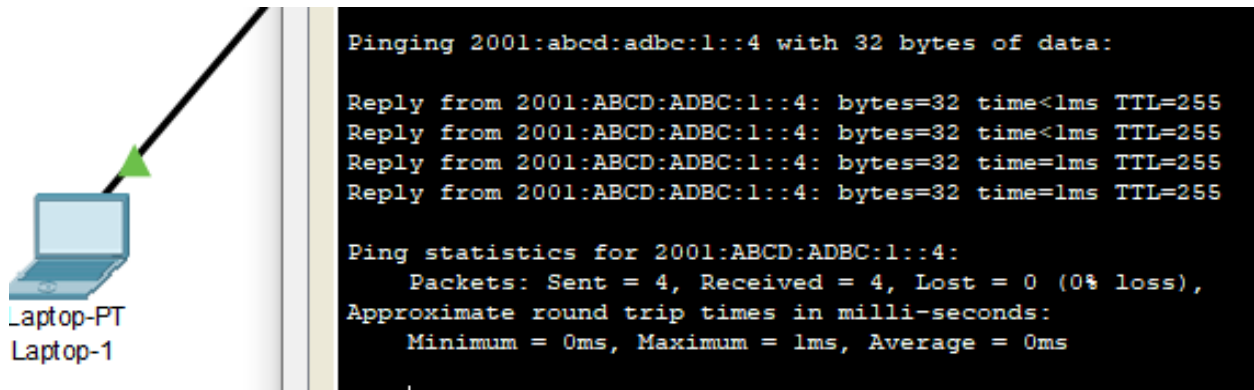 Pinging 2001:abcd:adbc:1::4 with 32 bytes of data:
Reply from 2001:ABCD:ADBC:1::4: bytes=32 time<1ms TTL=255
Reply from 2001:ABCD:ADBC:1::4: bytes=32 time<1ms TTL=255
Reply from 2001:ABCD:ADBC:1::4: bytes=32 time=1ms TTL=255
Reply from 2001:ABCD:ADBC:1::4: bytes=32 time=1ms TTL=255
Ping statistics for 2001:ABCD:ADBC:1::4:
Packets: Sent = 4, Received = 4, Lost = 0 (0% loss),
Approximate round trip times in milli-seconds:
Minimum = 0ms, Maximum = 1ms, Average = 0ms
Laptop-PT
Laptop-1